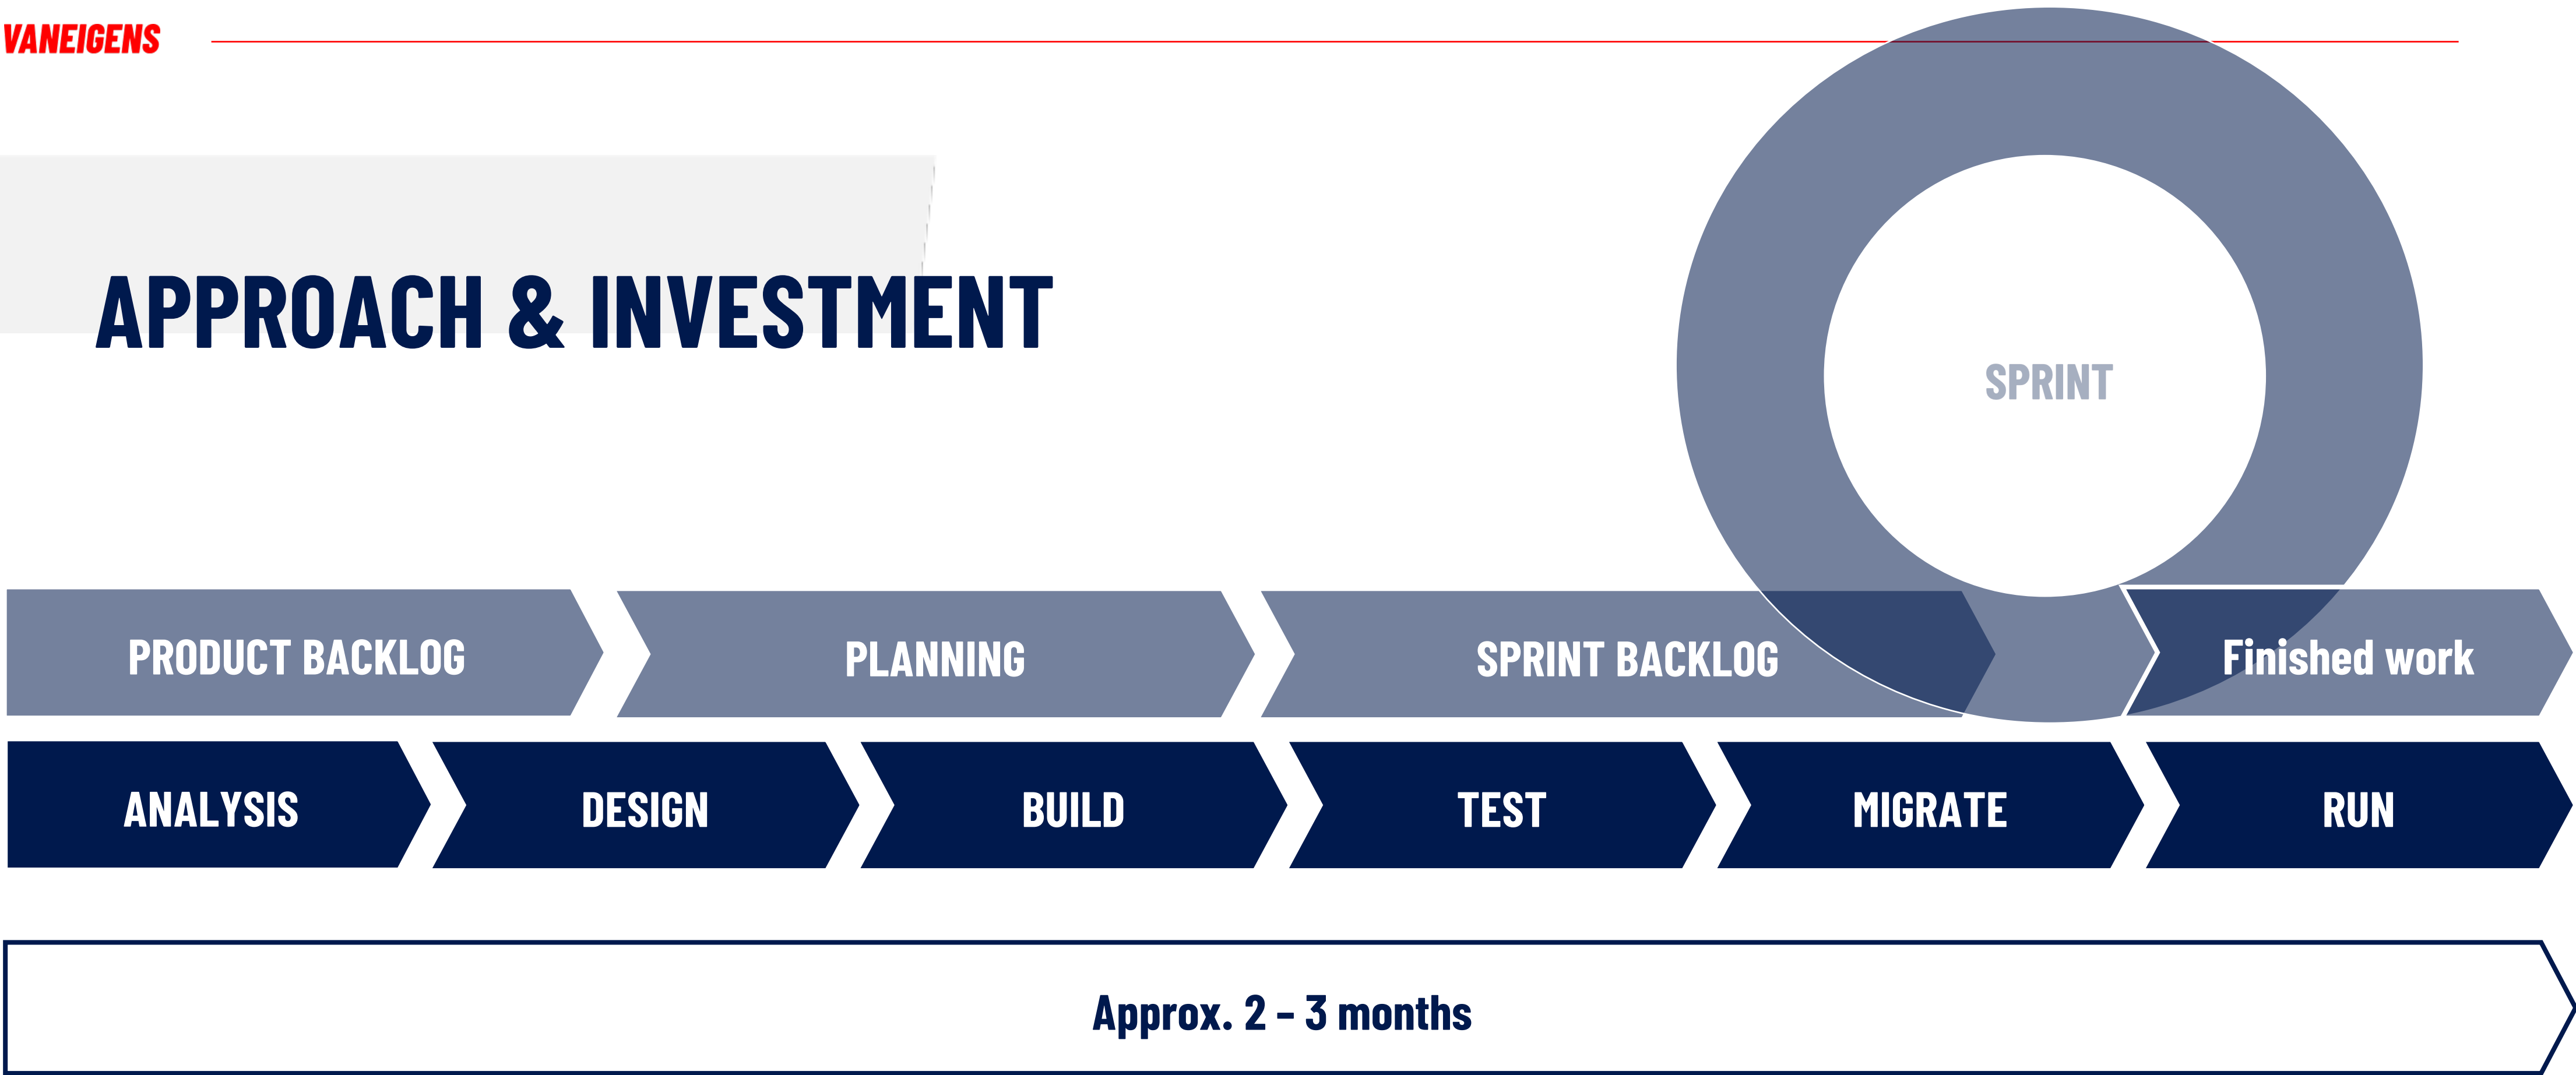 VANEIGENS
APPROACH & INVESTMENT
SPRINT
PRODUCT BACKLOG
PLANNING
SPRINT BACKLOG
Finished work
ANALYSIS
DESIGN
BUILD
TEST
MIGRATE
RUN
Approx. 2 – 3 months